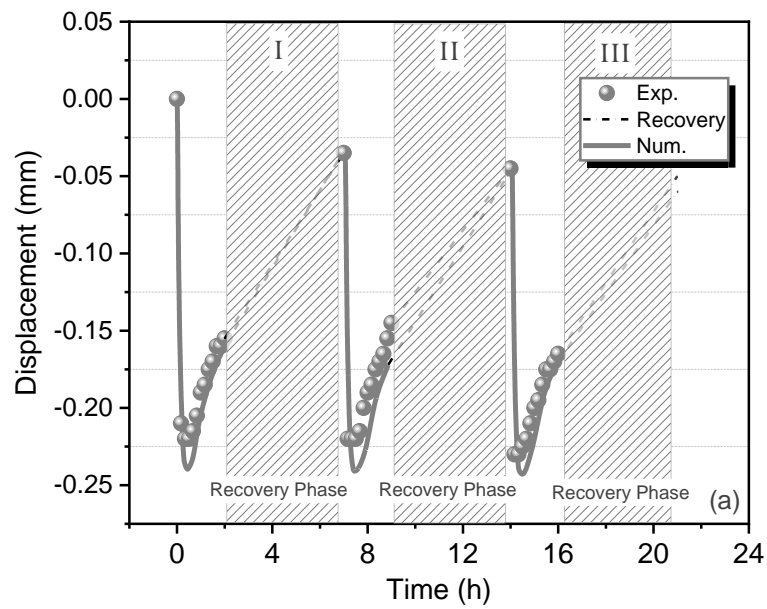 0.05
I
II
III
0.00
Exp.
Recovery
Num.
-0.05
-0.10
Displacement (mm)
-0.15
-0.20
-0.25
Recovery Phase
Recovery Phase
Recovery Phase
(a)
0
4
8
12
16
20
24
Time (h)